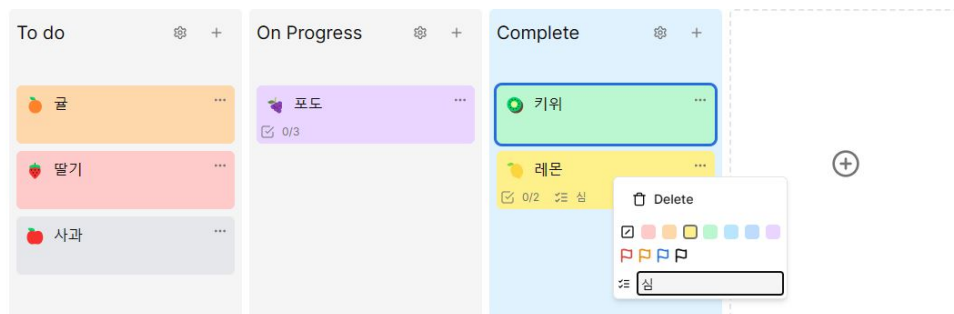 To do
귤
딸기
사과
On Progress
포도
0/3
Complete
키위
레몬
0/2 심
Delete
심